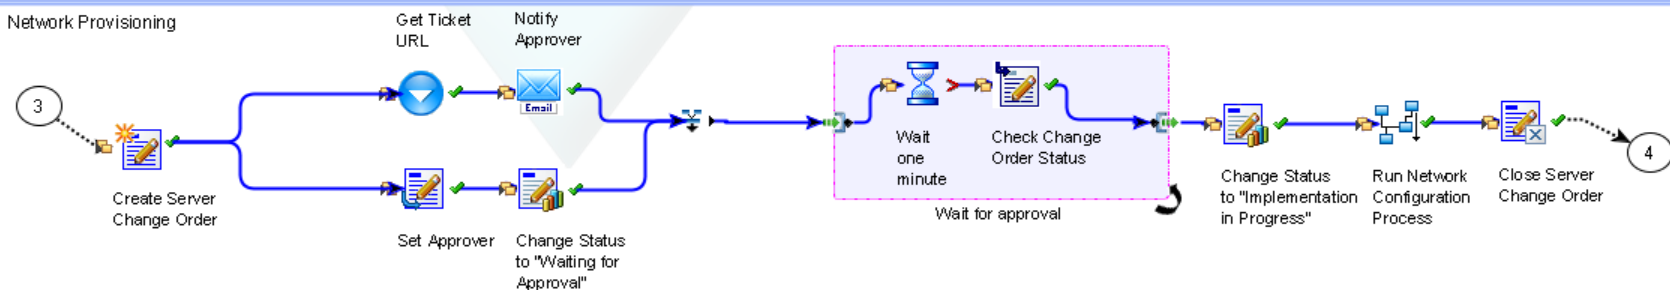 Network Provisioning
Get Ticket
URL
Notify
Approver
3
Email
Create Server
Change Order
Set Approver
Change Status
to "Waiting for
Approval"
Wait
one
minute
Check Change
Order Status
Wait for approval
Change Status
to "Implementation
in Progress"
Run Network
Configuration
Process
Close Server
Change Order
4